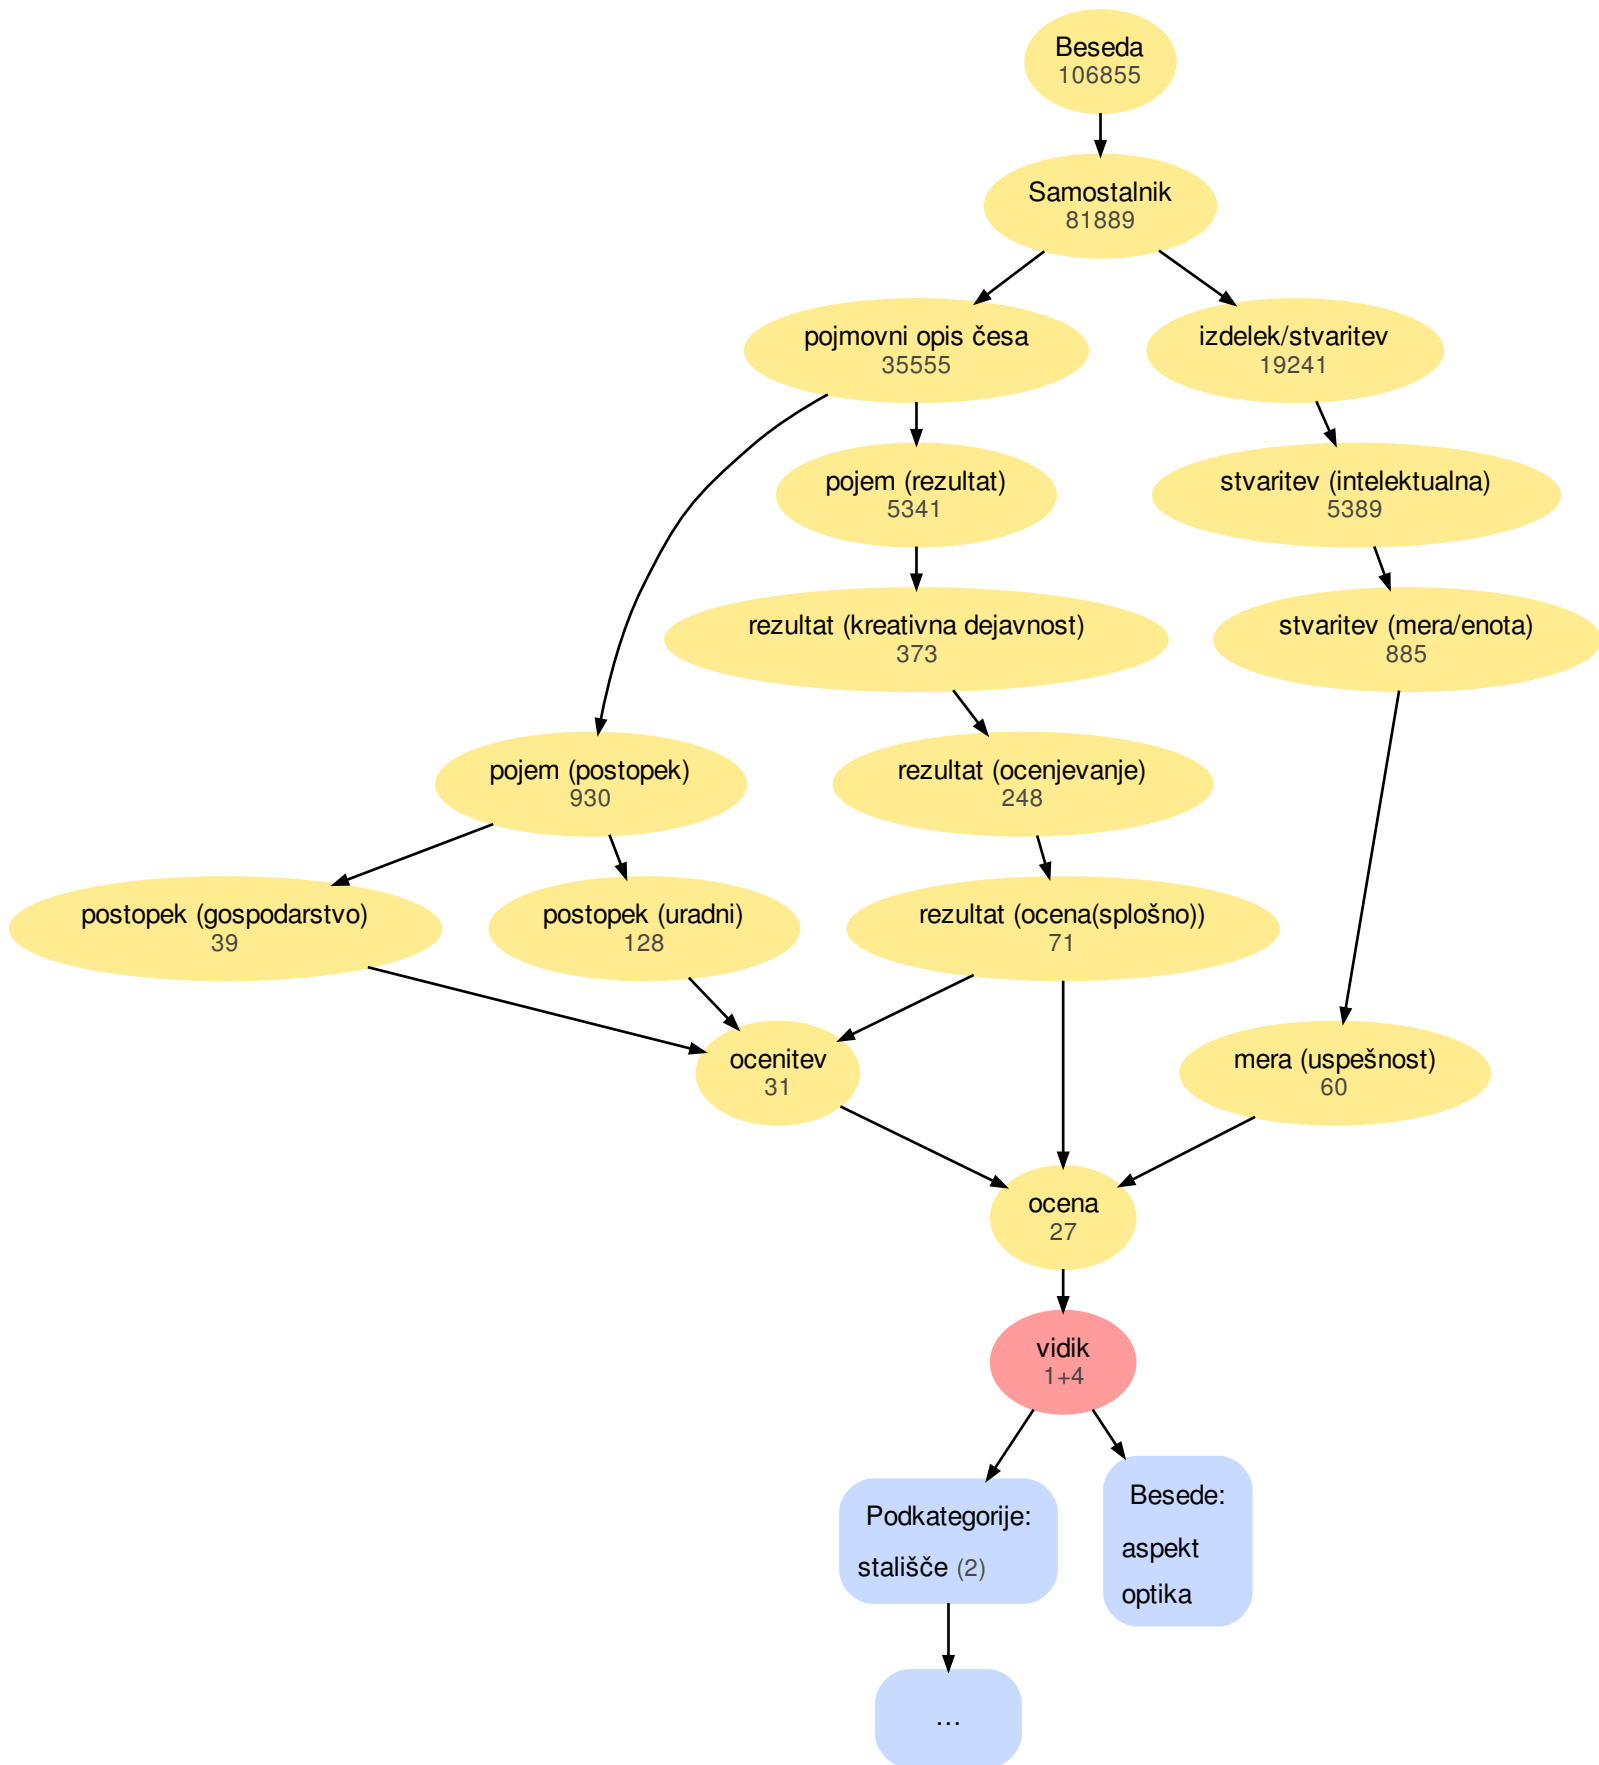 Beseda
106855
Samostalnik
81889
pojmovni opis česa
35555
izdelek/stvaritev
19241
pojem (rezultat)
5341
stvaritev (intelektualna)
5389
rezultat (kreativna dejavnost)
373
stvaritev (mera/enota)
885
pojem (postopek)
930
rezultat (ocenjevanje)
248
postopek (gospodarstvo)
39
postopek (uradni)
128
rezultat (ocena(splošno))
71
ocenitev
31
mera (uspešnost)
60
ocena
27
vidik
1+4
Podkategorije:
stališče (2)
Besede:
aspekt
optika
...